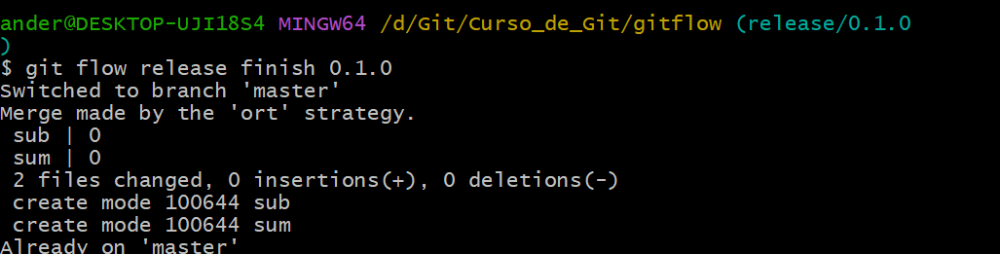 ander@DESKTOP-UJI18S4 MINGW64 /d/Git/Curso_de_Git/gitflow (release/0.1.0
)
$ git flow release finish 0.1.0
Switched to branch 'master'
Merge made by the 'ort' strategy.
 sub | 0
 sum | 0
 2 files changed, 0 insertions(+), 0 deletions(-)
 create mode 100644 sub
 create mode 100644 sum
Already on 'master'